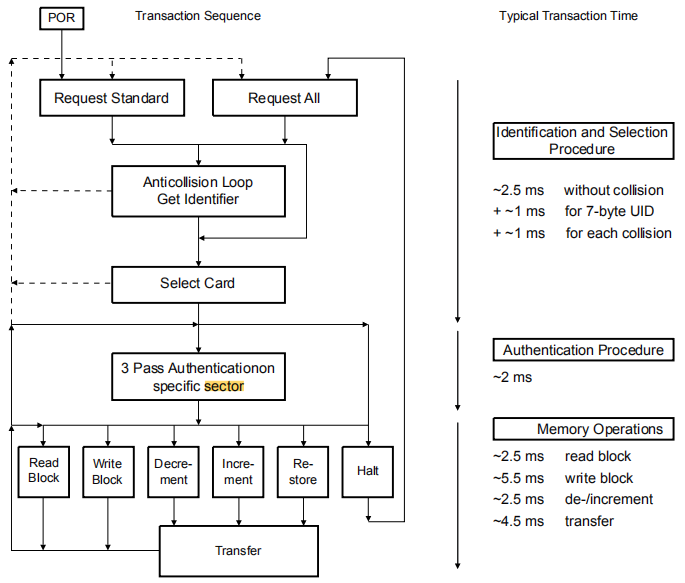 POR
Transaction Sequence
Typical Transaction Time
Request Standard
Request All
Identification and Selection
Procedure
Anticollision Loop
Get Identifier
~2.5 ms without collision
+ ~1 ms for 7-byte UID
+ ~1 ms for each collision
Select Card
3 Pass Authenticationon
specific sector
Authentication Procedure
~2 ms
Memory Operations
Read
Block
Write
Block
Decre-
ment
Incre-
ment
Re-
store
Halt
~2.5 ms read block
~5.5 ms write block
~2.5 ms de-/increment
~4.5 ms transfer
Transfer